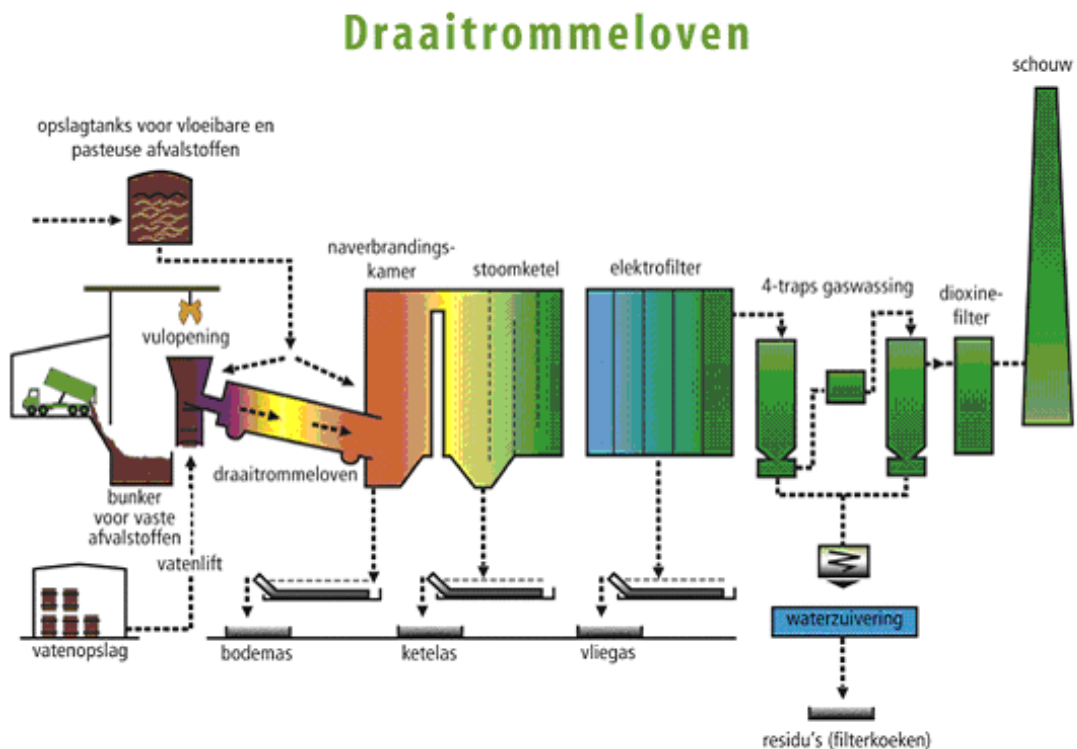 Draaitrommeloven
schouw
opslagtanks voor vloeibare en
pasteuse afvalstoffen
naverbrandings-
kamer
stoomketel
elektrofilter
4-traps gaswassing
dioxine-
filter
vulopening
draaitrommeloven
bunker
voor vaste
afvalstoffen
vatenlift
vatenopslag
bodemas
ketelas
vliegas
waterzuivering
residu's (filterkoeken)